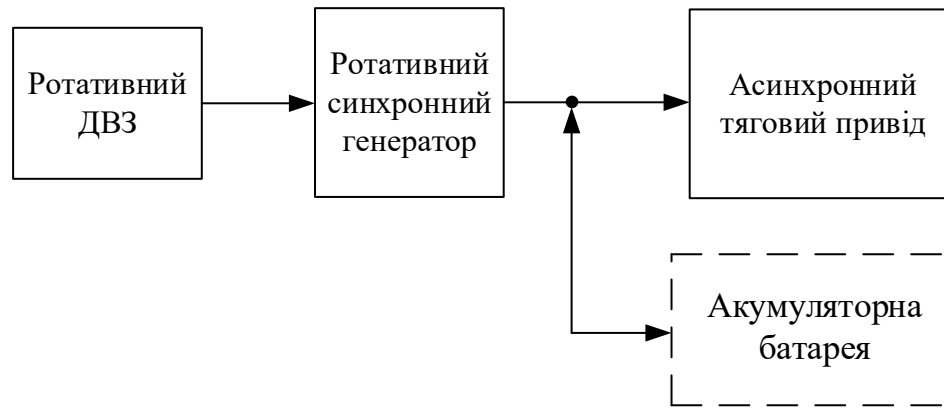 Ротативний
ДВЗ
Ротативний
синхронний
генератор
Асинхронний
тяговий привід
Акумуляторна
батарея